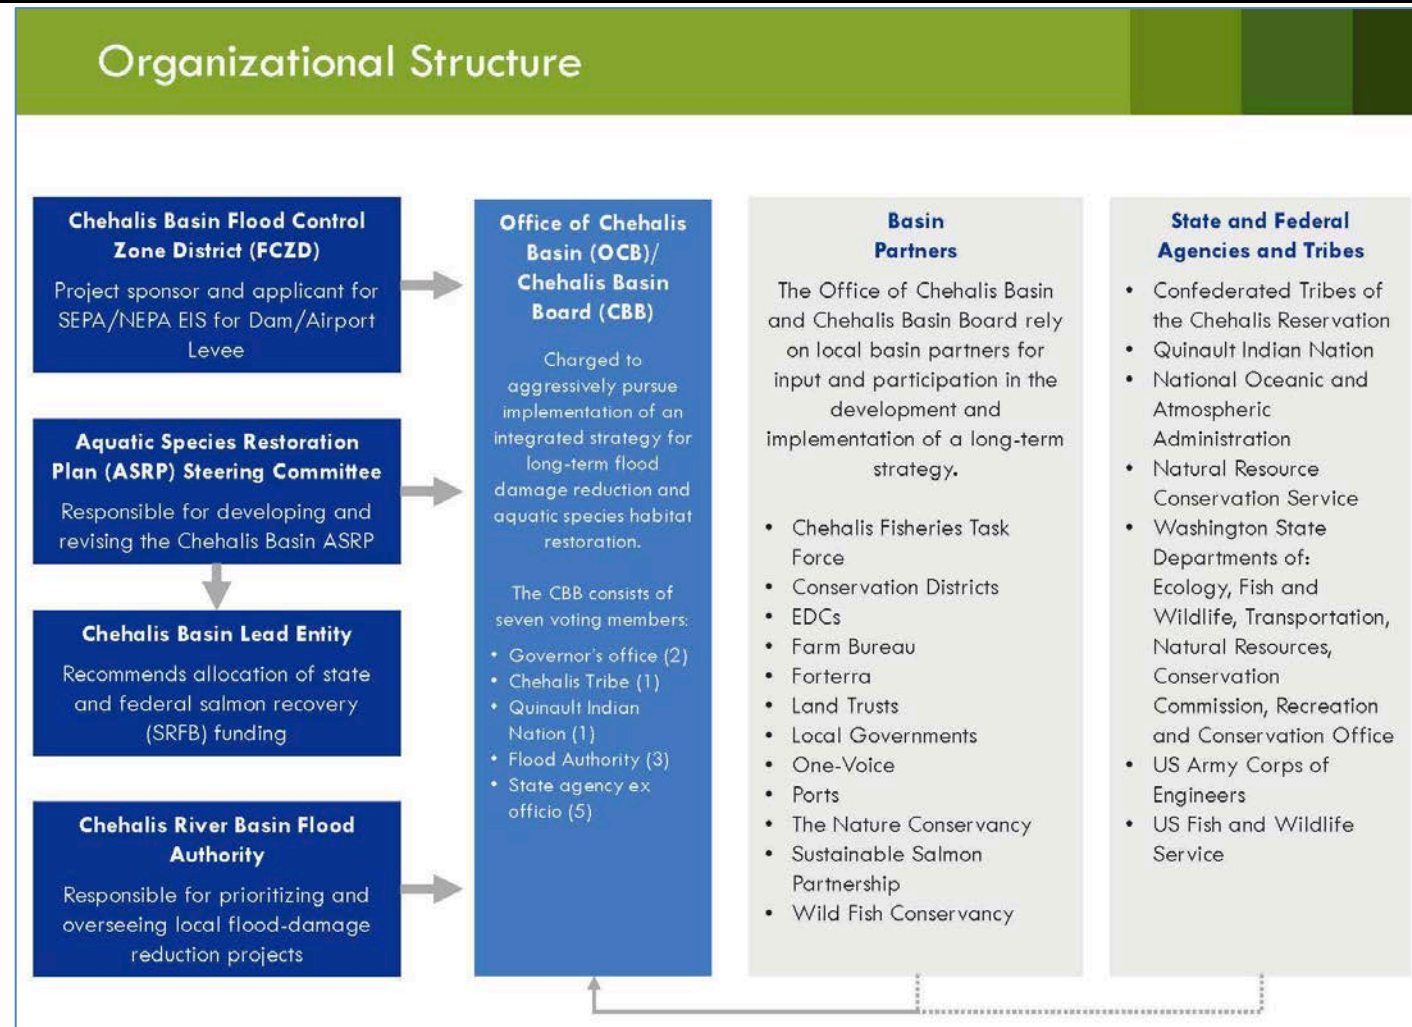 Organizational Structure
Chehalis Basin Flood Control
Zone District (FCZD)
Project sponsor and applicant for
SEPA/NEPA EIS for Dam/Airport
Levee
Aquatic Species Restoration
Plan (ASRP) Steering Committee
Responsible for developing and
revising the Chehalis Basin ASRP
Chehalis Basin Lead Entity
Recommends allocation of state
and federal salmon recovery
(SRFB) funding
Chehalis River Basin Flood
Authority
Responsible for prioritizing and
overseeing local flood-damage
reduction projects
Office of Chehalis
Basin (OCB)/
Chehalis Basin
Board (CBB)
Charged to
aggressively pursue
implementation of an
integrated strategy for
long-term flood
damage reduction and
aquatic species habitat
restoration.
The CBB consists of
seven voting members:
• Governor's office (2)
• Chehalis Tribe (1)
• Quinault Indian
Nation (1)
• Flood Authority (3)
• State agency ex
officio (5)
Basin
Partners
The Office of Chehalis Basin
and Chehalis Basin Board rely
on local basin partners for
input and participation in the
development and
implementation of a long-term
strategy.
• Chehalis Fisheries Task
Force
• Conservation Districts
• EDCs
• Farm Bureau
• Forterra
• Land Trusts
• Local Governments
• One-Voice
• Ports
• The Nature Conservancy
• Sustainable Salmon
Partnership
• Wild Fish Conservancy
State and Federal
Agencies and Tribes
• Confederated Tribes of
the Chehalis Reservation
• Quinault Indian Nation
• National Oceanic and
Atmospheric
Administration
• Natural Resource
Conservation Service
• Washington State
Departments of:
Ecology, Fish and
Wildlife, Transportation,
Natural Resources,
Conservation
Commission, Recreation
and Conservation Office
• US Army Corps of
Engineers
• US Fish and Wildlife
Service